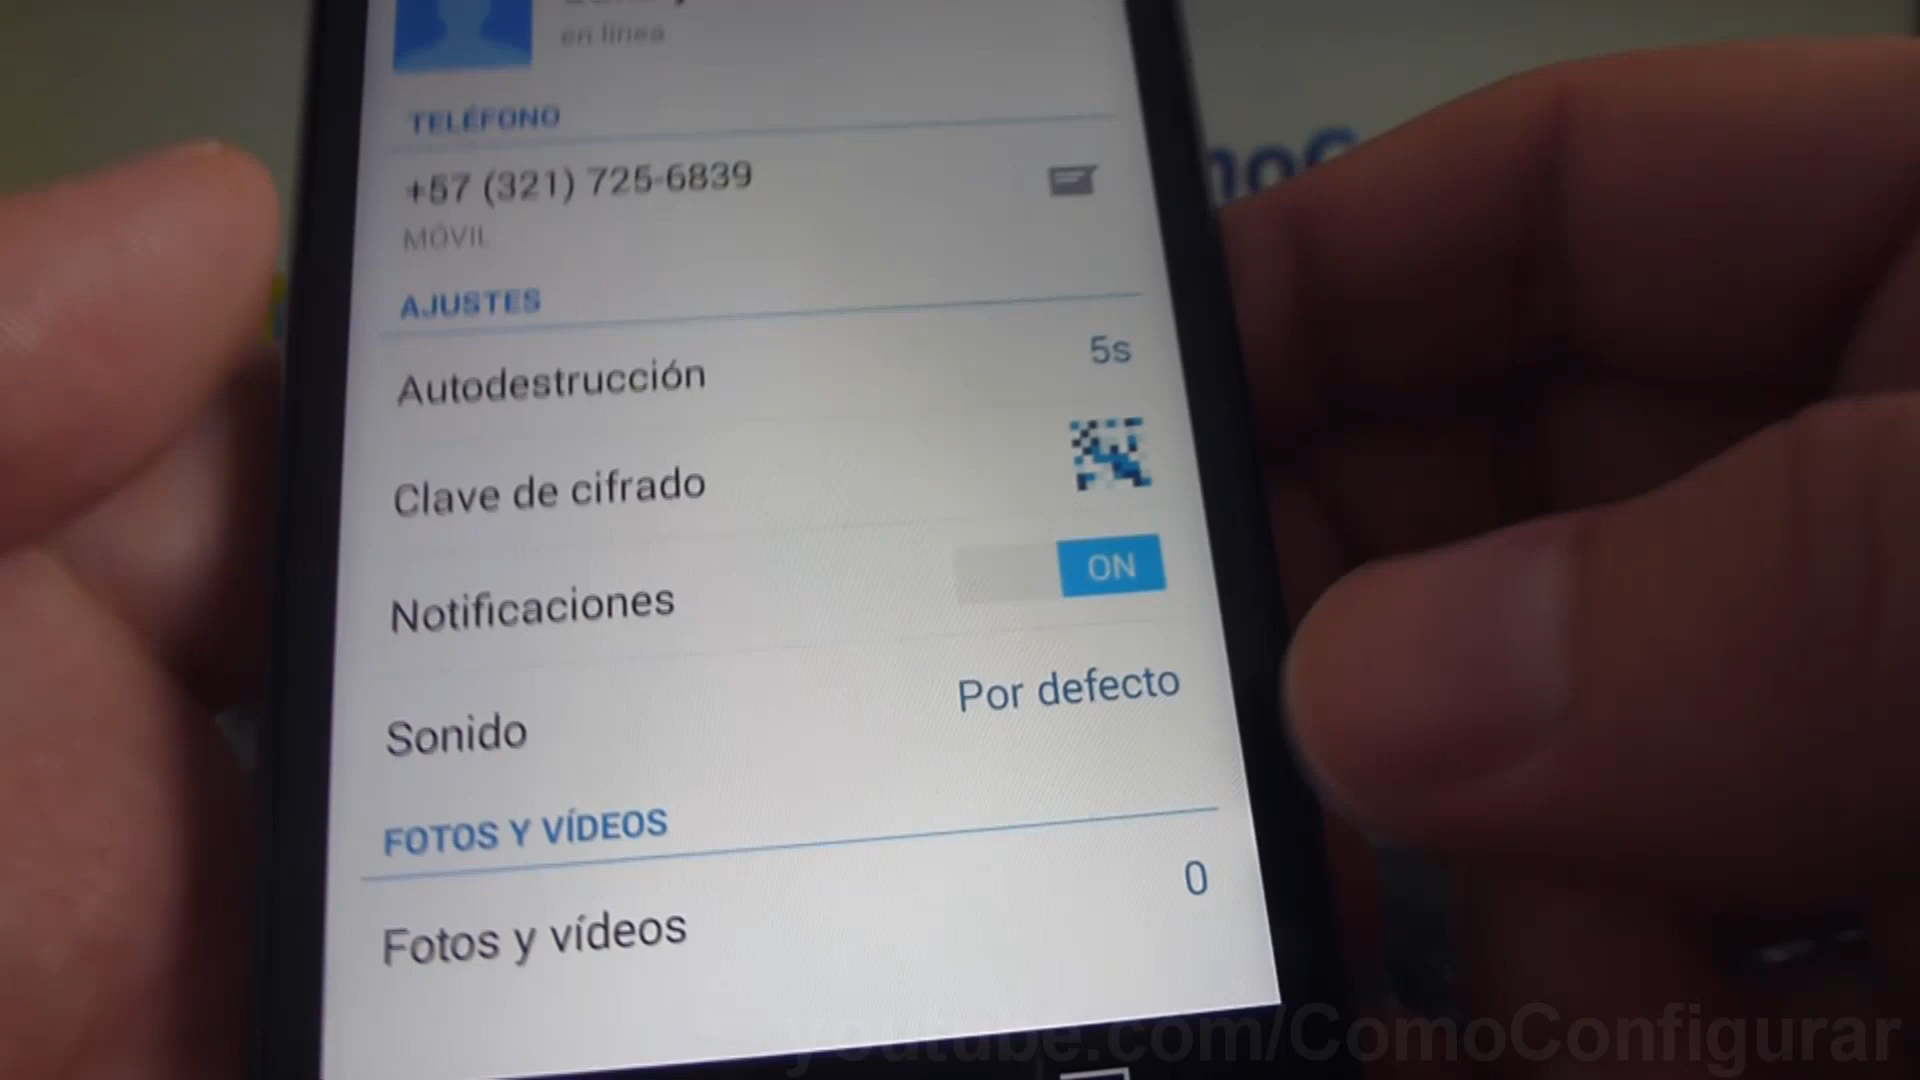 en línea
TELÉFONO
+57 (321) 725-6839
MÓVIL
AJUSTES
Autodestrucción
5s
Clave de cifrado
Notificaciones
ON
Sonido
Por defecto
FOTOS Y VÍDEOS
Fotos y vídeos
0
youtube.com/ComoConfigurar